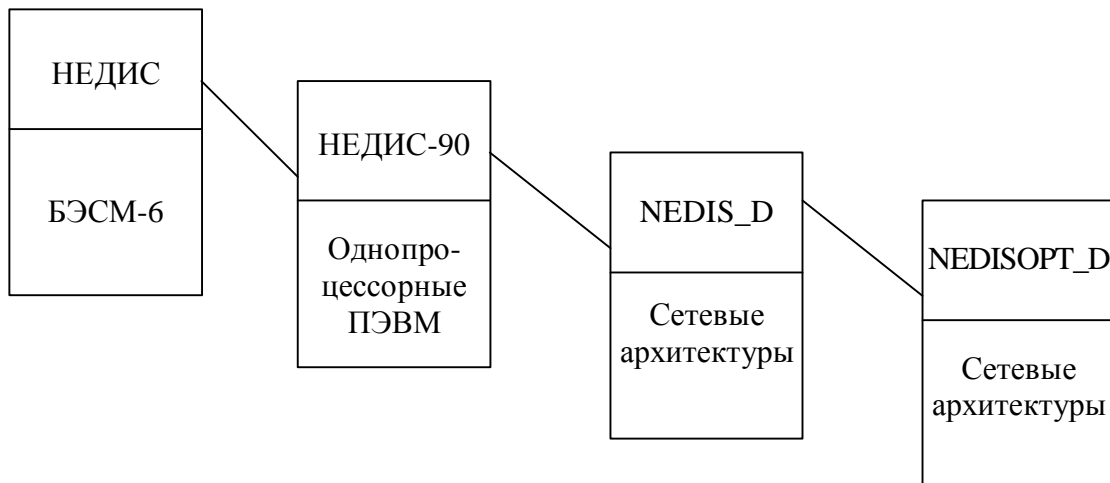 НЕДИС
БЭСМ-6
НЕДИС-90
Однопро-
цессорные
ПЭВМ
NEDIS_D
Сетевые
архитектуры
NEDISOPT_D
Сетевые
архитектуры